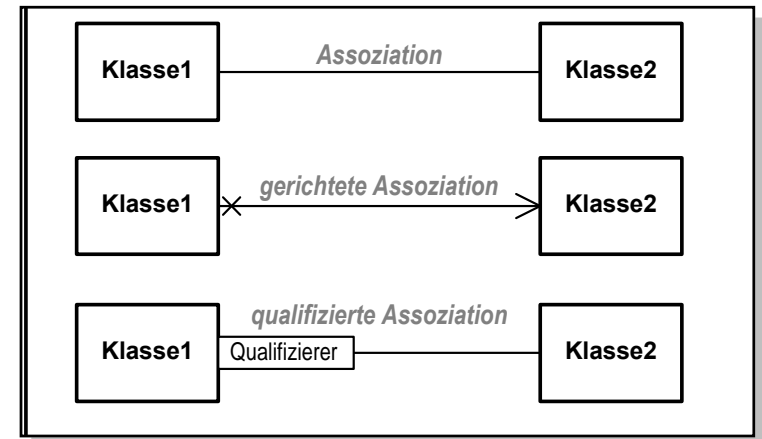 Assoziation
Klasse1 Klasse2
gerichtete Assoziation
Klasse1 Klasse2
qualifizierte Assoziation
Klasse1 Qualifizierer Klasse2